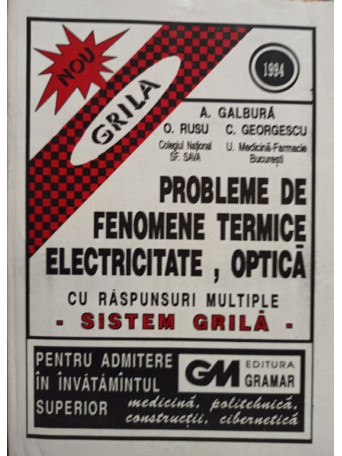 NOU
GRILA
1994
A. GALBURĂ
O. RUSU C. GEORGESCU
Colegiul Național U. Medicină-Farmacie
SF. SAVA București
PROBLEME DE
FENOMENE TERMICE
ELECTRICITATE , OPTICĂ
CU RĂSPUNSURI MULTIPLE
- SISTEM GRILĂ -
PENTRU ADMITERE
ÎN ÎNVĂTĂMÎNTUL
SUPERIOR
GM EDITURA
GRAMAR
medicină, politehnică,
construcții, cibernetică